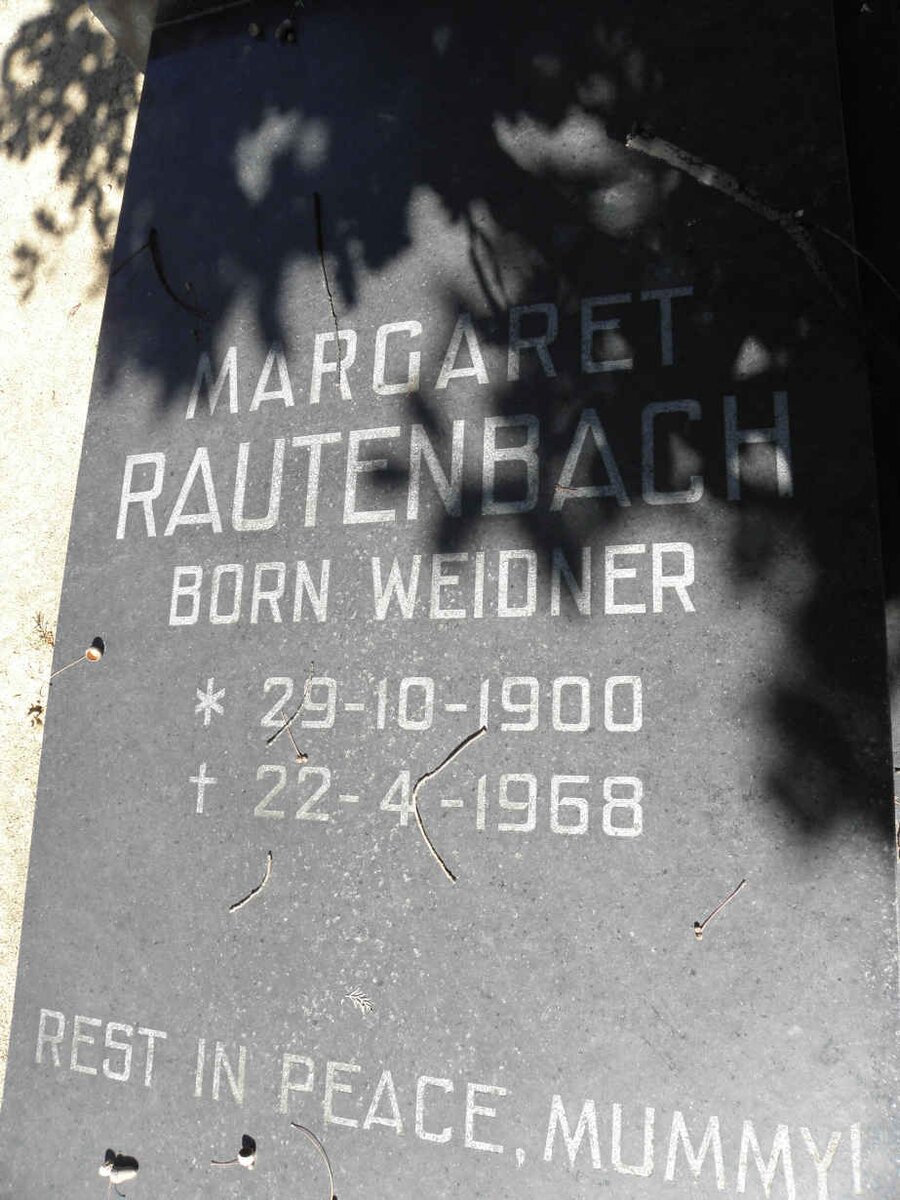 MARGARET
RAUTENBACH
BORN WEIDNER
* 29-10-1900
† 22-4-1968
REST IN PEACE, MUMMY!